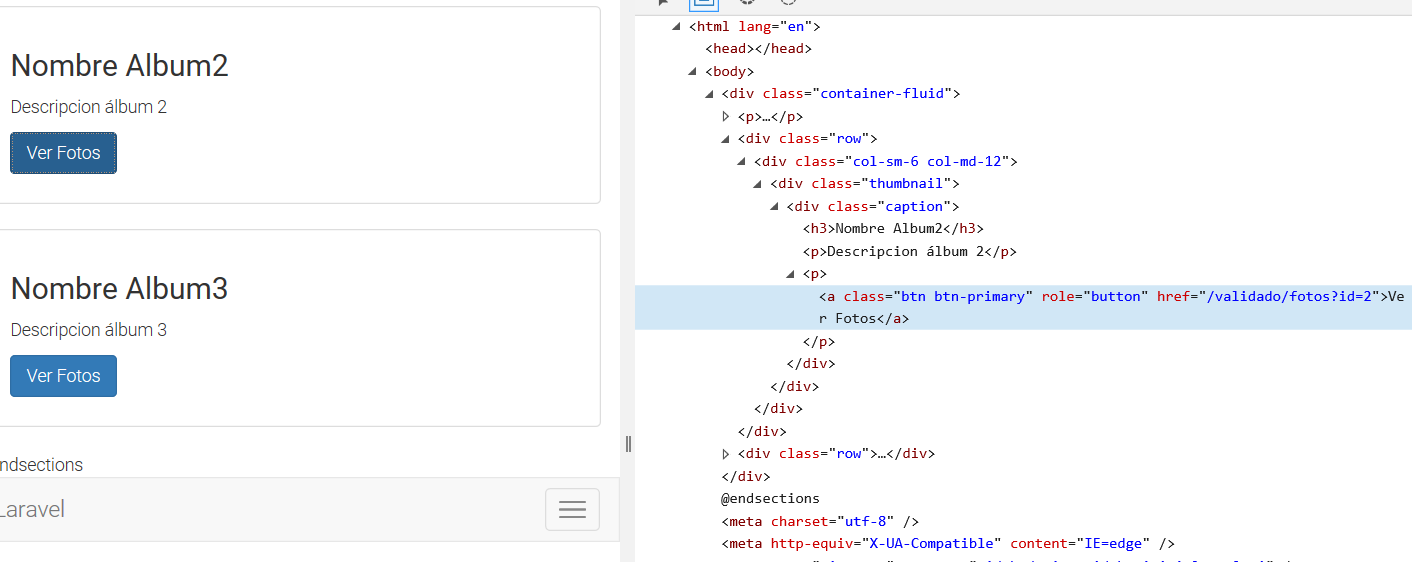 Nombre Album2
Descripcion álbum 2
Ver Fotos
Nombre Album3
Descripcion álbum 3
Ver Fotos
ndsections
Laravel
<html lang="en">
<head></head>
<body>
<div class="container-fluid">
<p>…</p>
<div class="row">
<div class="col-sm-6 col-md-12">
<div class="thumbnail">
<div class="caption">
<h3>Nombre Album2</h3>
<p>Descripcion álbum 2</p>
<p>
<a class="btn btn-primary" role="button" href="/validado/fotos?id=2">Ve
r Fotos</a>
</p>
</div>
</div>
</div>
</div>
<div class="row">…</div>
</div>
@endsections
<meta charset="utf-8" />
<meta http-equiv="X-UA-Compatible" content="IE=edge" />